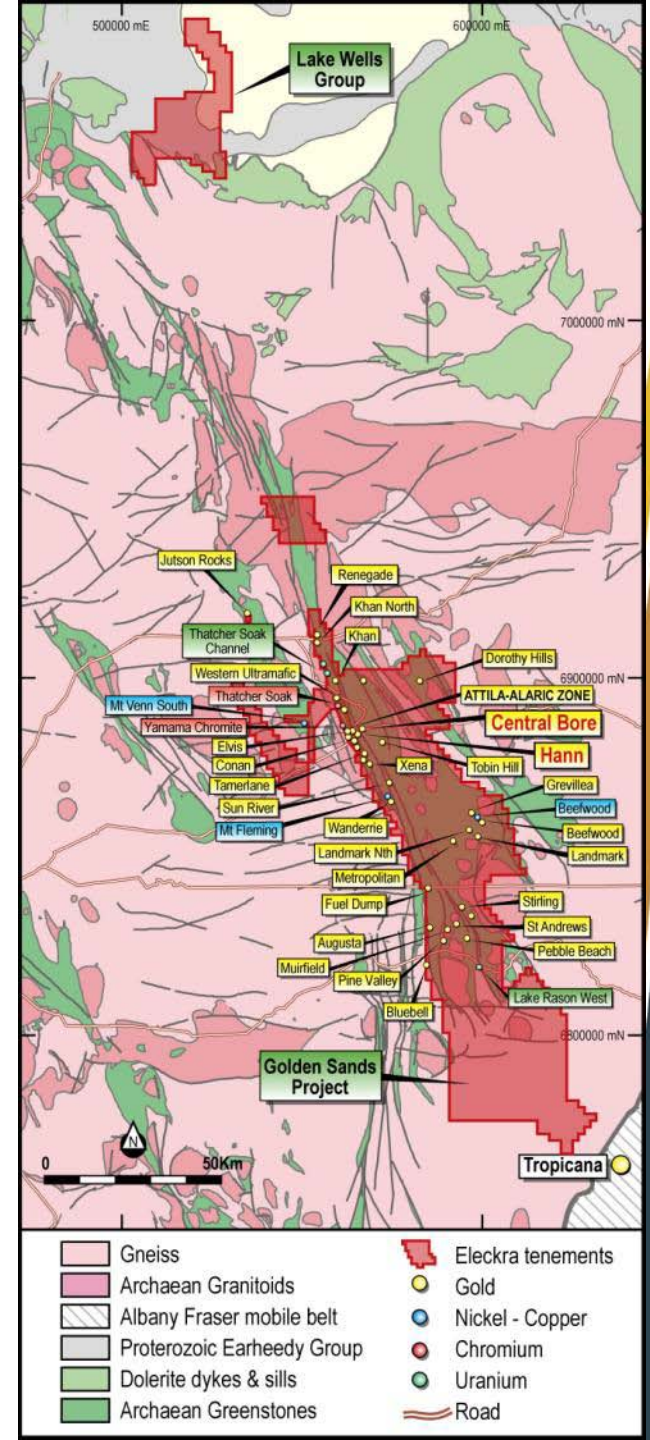 500000 mE
600000 mE
Lake Wells
Group
7000000 mN
Jutson Rocks
Renegade
Khan North
Thatcher Soak
Channel
Khan
Western Ultramafic
Dorothy Hills
6900000 mN
Thatcher Soak
ATTILA-ALARIC ZONE
Mt Venn South
Yamama Chromite
Central Bore
Elvis
Hann
Conan
Xena
Tobin Hill
Tamerlane
Grevillea
Sun River
Beefwood
Mt Fleming
Wanderrie
Beefwood
Landmark Nth
Landmark
Metropolitan
Fuel Dump
Stirling
St Andrews
Augusta
Pebble Beach
Muirfield
Pine Valley
Lake Rason West
Bluebell
6800000 mN
Golden Sands
Project
N
0
50Km
Tropicana
Gneiss
Archaean Granitoids
Albany Fraser mobile belt
Proterozoic Earheedy Group
Dolerite dykes & sills
Archaean Greenstones
Eleckra tenements
Gold
Nickel - Copper
Chromium
Uranium
Road